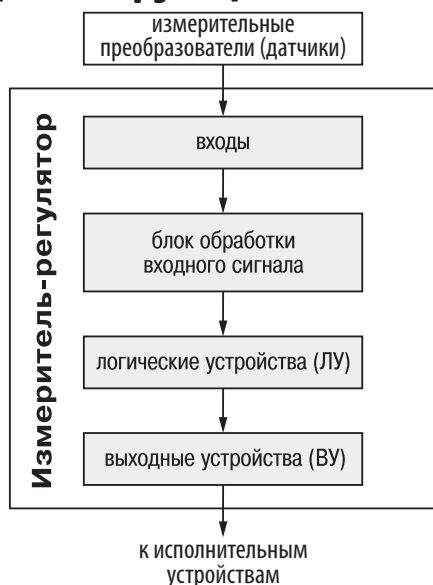 измерительные
преобразователи (датчики)
Измеритель-регулятор
входы
блок обработки
входного сигнала
логические устройства (ЛУ)
выходные устройства (ВУ)
к исполнительным
устройствам